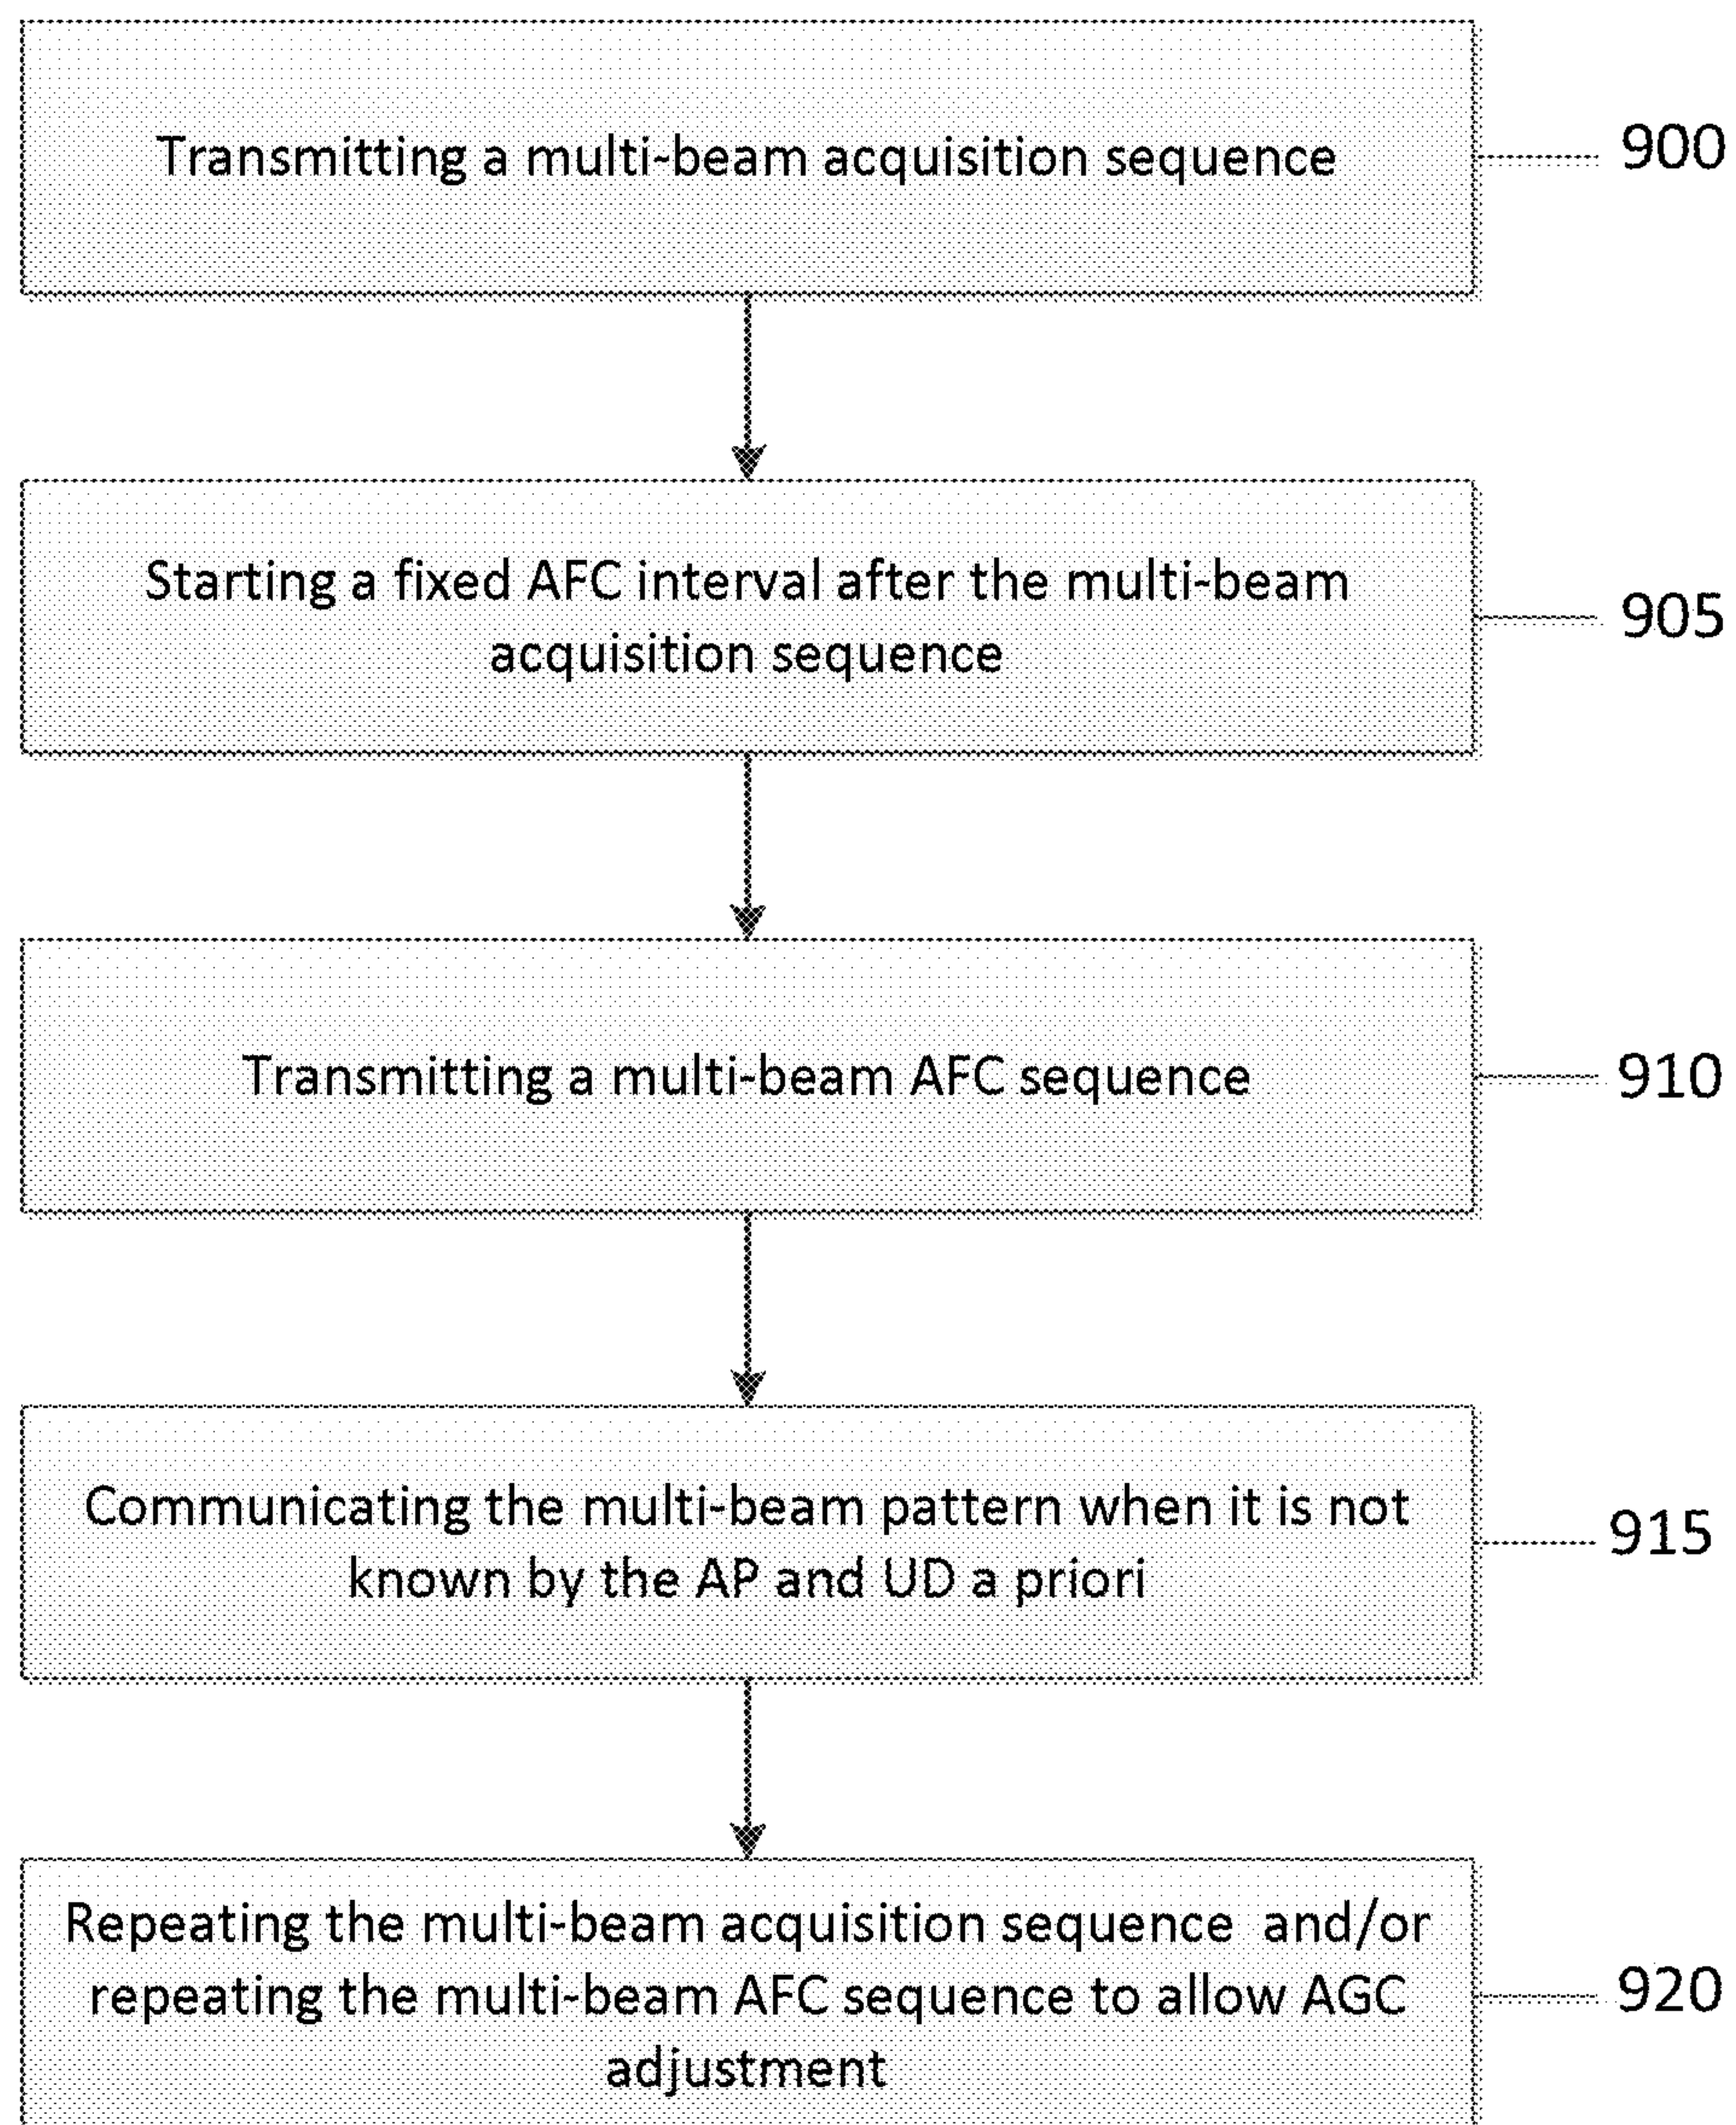 Transmitting a multi-beam acquisition sequence
900
Starting a fixed AFC interval after the multi-beam
acquisition sequence
905
Transmitting a multi-beam AFC sequence
910
Communicating the multi-beam pattern when it is not
known by the AP and UD a priori
915
Repeating the multi-beam acquisition sequence and/or
repeating the multi-beam AFC sequence to allow AGC
adjustment
920